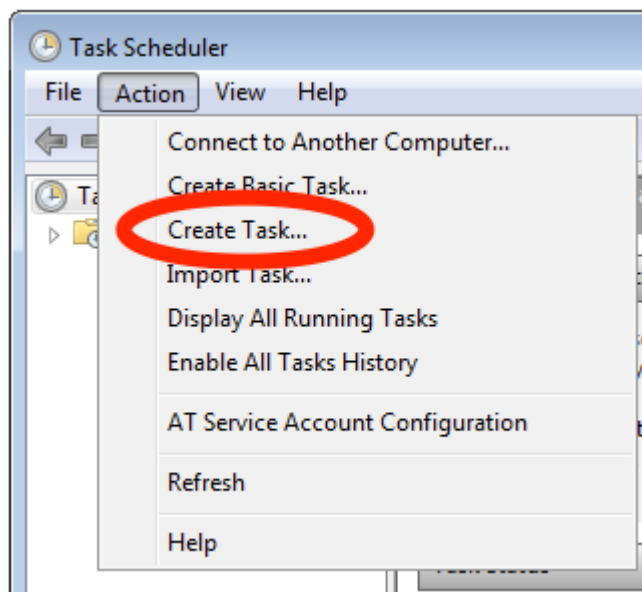 Task Scheduler
File Action View Help
Connect to Another Computer...
Create Basic Task...
Create Task...
Import Task...
Display All Running Tasks
Enable All Tasks History
AT Service Account Configuration
Refresh
Help